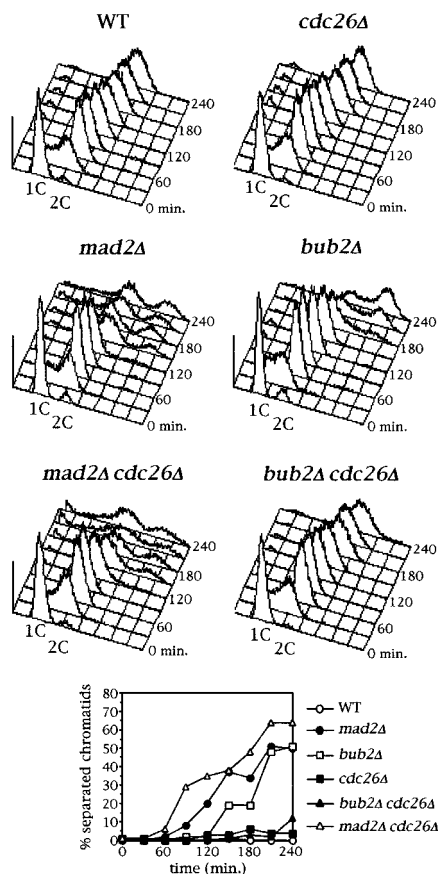 WT
cdc26Δ
240
180
120
60
0 min.
1C
2C
240
180
120
60
0 min.
1C
2C
mad2Δ
bub2Δ
240
180
120
60
0 min.
1C
2C
240
180
120
60
0 min.
1C
2C
mad2Δ cdc26Δ
bub2Δ cdc26Δ
240
180
120
60
0 min.
1C
2C
240
180
120
60
0 min.
1C
2C
% separated chromatids
80
70
60
50
40
30
20
10
0
0 60 120 180 240
time (min.)
WT
mad2Δ
bub2Δ
cdc26Δ
bub2Δ cdc26Δ
mad2Δ cdc26Δ